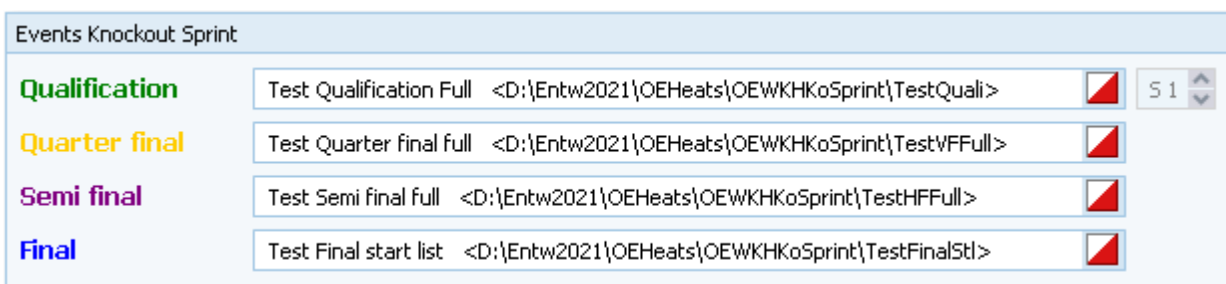 Events Knockout Sprint
Qualification Test Qualification Full <D:\Entw2021\OEHeats\OEWKHKoSprint\TestQuali> S 1
Quarter final Test Quarter final full <D:\Entw2021\OEHeats\OEWKHKoSprint\TestVFFull>
Semi final Test Semi final full <D:\Entw2021\OEHeats\OEWKHKoSprint\TestHFFull>
Final Test Final start list <D:\Entw2021\OEHeats\OEWKHKoSprint\TestFinalStl>